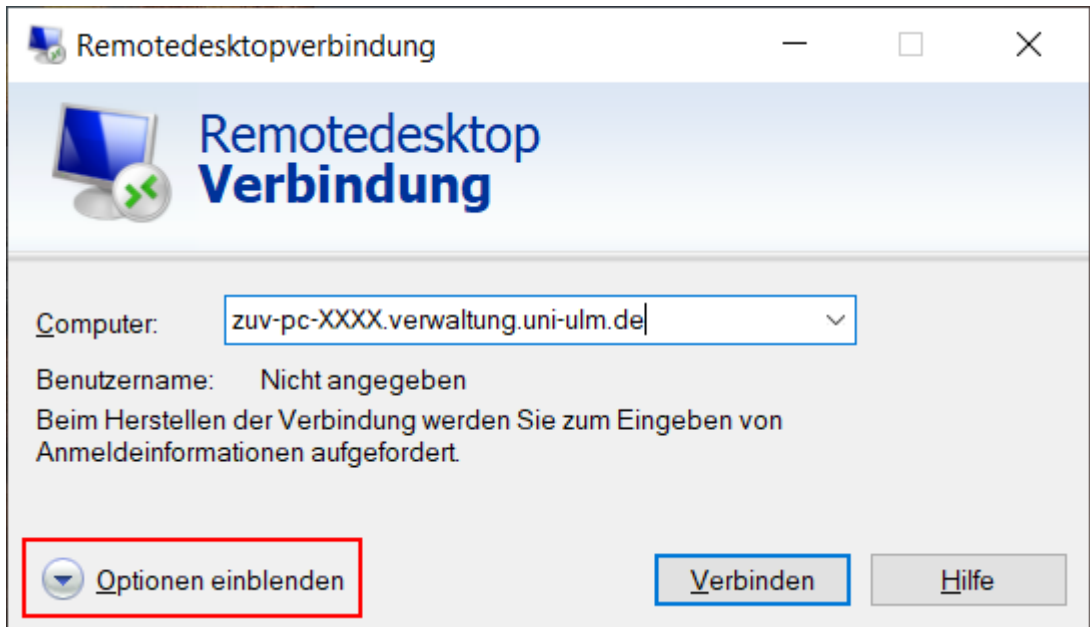 Remotedesktopverbindung
Remotedesktop
Verbindung
Computer: zuv-pc-XXXX.verwaltung.uni-ulm.de
Benutzername: Nicht angegeben
Beim Herstellen der Verbindung werden Sie zum Eingeben von
Anmeldeinformationen aufgefordert.
Optionen einblenden Verbinden Hilfe